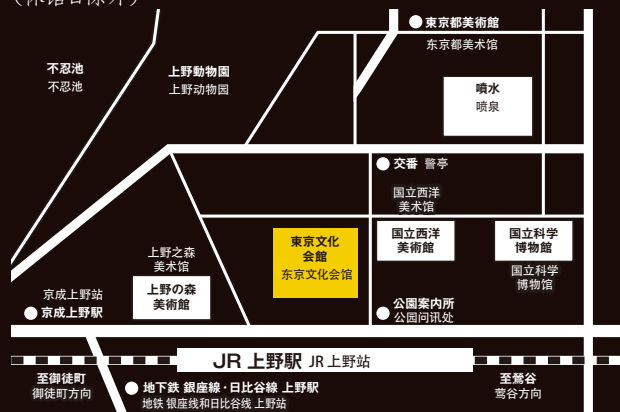 (休馆日除外)
東京都美術館
东京都美术馆
不忍池
不忍池
上野動物園
上野动物园
噴水
喷泉
交番 警亭
国立西洋
美术馆
国立西洋
美術館
国立科学
博物館
国立科学
博物馆
東京文化
会館
东京文化会馆
上野之森
美术馆
上野の森
美術館
京成上野站
京成上野駅
公園案内所
公园问讯处
JR 上野駅 JR 上野站
至御徒町
御徒町方向
地下鉄 銀座線・日比谷線 上野駅
地铁 银座线和日比谷线 上野站
至鶯谷
莺谷方向